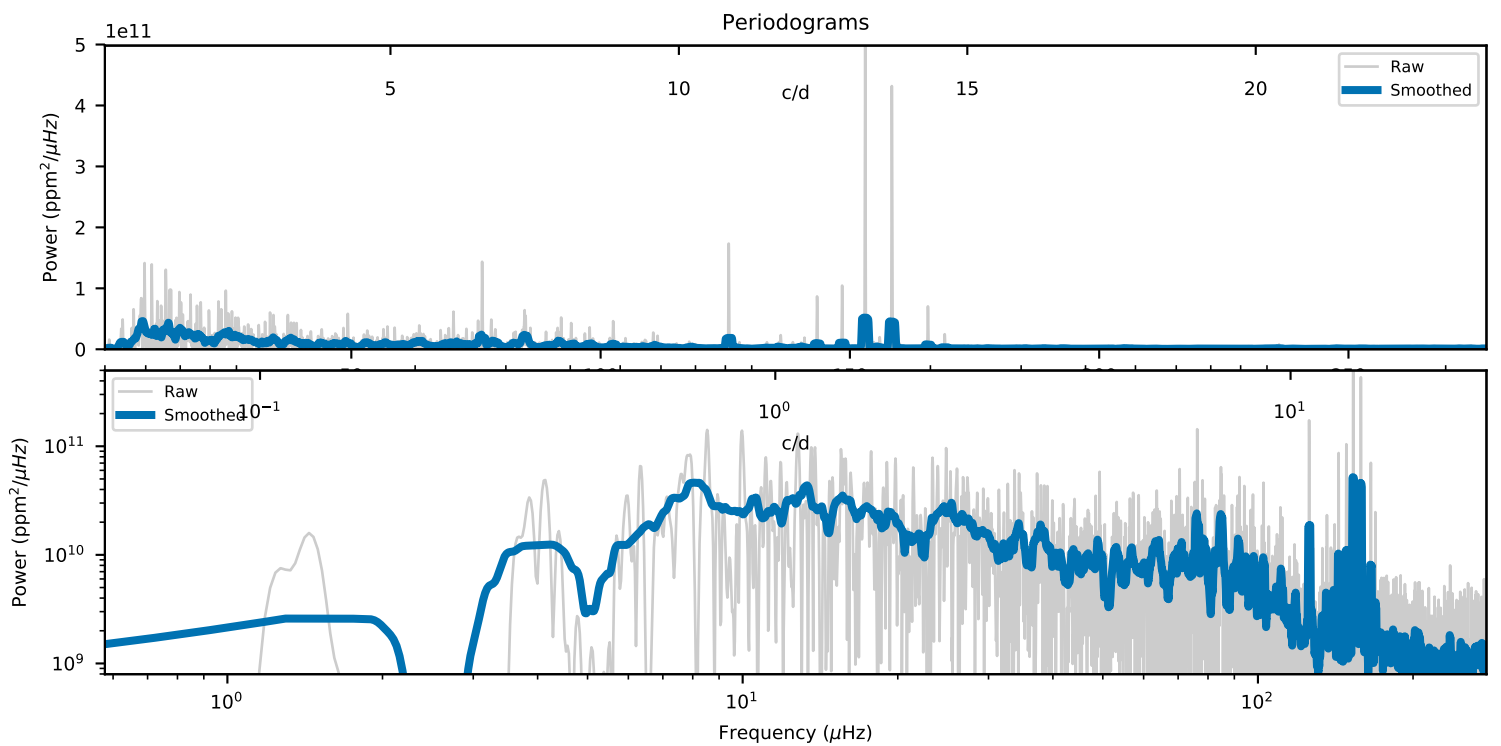 Periodograms
1e11
5
4
3
2
1
0
Power (ppm²/μHz)
5 10 15 20
c/d
Raw
Smoothed
Raw
Smoothed
10⁻¹ 10⁰ 10¹
c/d
10¹¹
10¹⁰
10⁹
Power (ppm²/μHz)
10⁰ 10¹ 10²
Frequency (μHz)